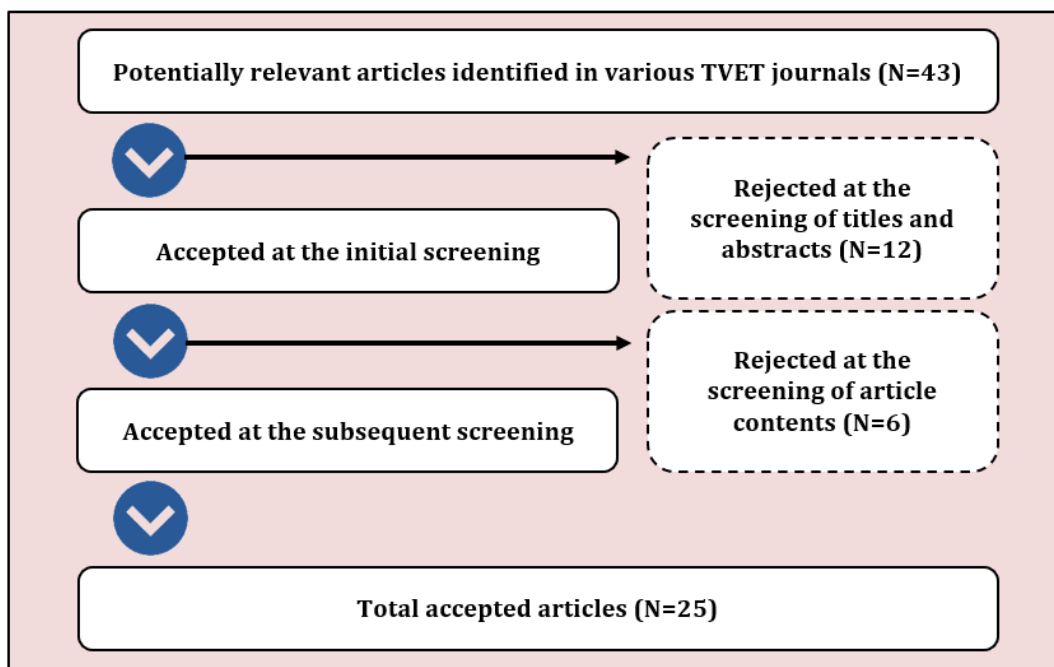 Potentially relevant articles identified in various TVET journals (N=43)
Rejected at the
screening of titles and
abstracts (N=12)
Accepted at the initial screening
Rejected at the
screening of article
contents (N=6)
Accepted at the subsequent screening
Total accepted articles (N=25)